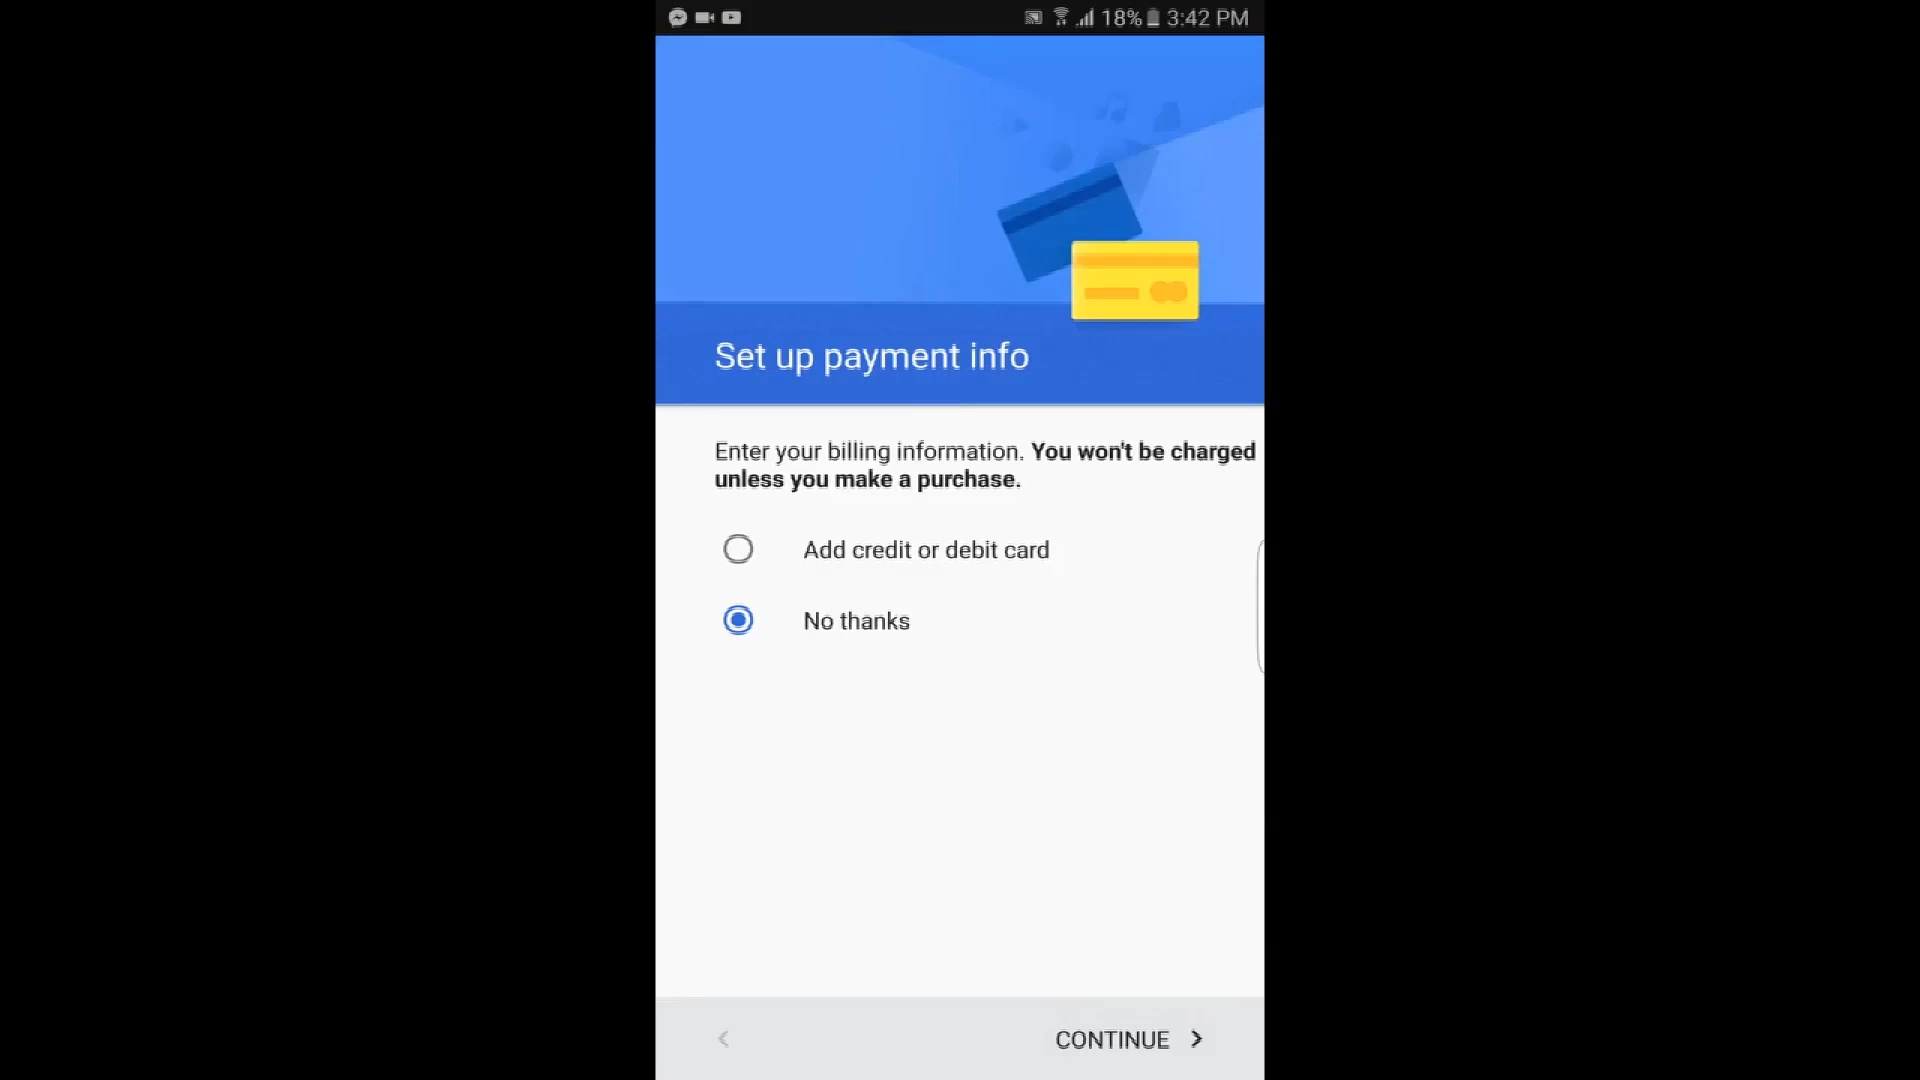 18% 3:42 PM
Set up payment info
Enter your billing information. You won't be charged
unless you make a purchase.
Add credit or debit card
No thanks
CONTINUE